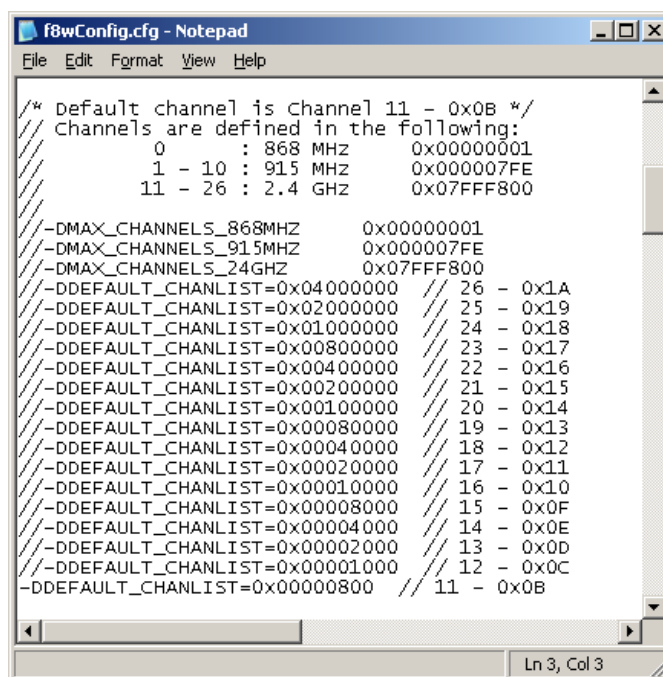 f8wConfig.cfg - Notepad
File Edit Format View Help
/* Default channel is Channel 11 - 0x0B */
// Channels are defined in the following:
// 0 : 868 MHz 0x00000001
// 1 - 10 : 915 MHz 0x000007FE
// 11 - 26 : 2.4 GHz 0x07FFF800
//
//-DMAX_CHANNELS_868MHZ 0x00000001
//-DMAX_CHANNELS_915MHZ 0x000007FE
//-DMAX_CHANNELS_24GHZ 0x07FFF800
//-DDEFAULT_CHANLIST=0x04000000 // 26 - 0x1A
//-DDEFAULT_CHANLIST=0x02000000 // 25 - 0x19
//-DDEFAULT_CHANLIST=0x01000000 // 24 - 0x18
//-DDEFAULT_CHANLIST=0x00800000 // 23 - 0x17
//-DDEFAULT_CHANLIST=0x00400000 // 22 - 0x16
//-DDEFAULT_CHANLIST=0x00200000 // 21 - 0x15
//-DDEFAULT_CHANLIST=0x00100000 // 20 - 0x14
//-DDEFAULT_CHANLIST=0x00080000 // 19 - 0x13
//-DDEFAULT_CHANLIST=0x00040000 // 18 - 0x12
//-DDEFAULT_CHANLIST=0x00020000 // 17 - 0x11
//-DDEFAULT_CHANLIST=0x00010000 // 16 - 0x10
//-DDEFAULT_CHANLIST=0x00008000 // 15 - 0x0F
//-DDEFAULT_CHANLIST=0x00004000 // 14 - 0x0E
//-DDEFAULT_CHANLIST=0x00002000 // 13 - 0x0D
//-DDEFAULT_CHANLIST=0x00001000 // 12 - 0x0C
-DDEFAULT_CHANLIST=0x00000800 // 11 - 0x0B
Ln 3, Col 3